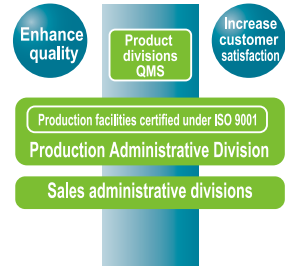 Enhance
quality
Product
divisions
QMS
Increase
customer
satisfaction
Production facilities certified under ISO 9001
Production Administrative Division
Sales administrative divisions